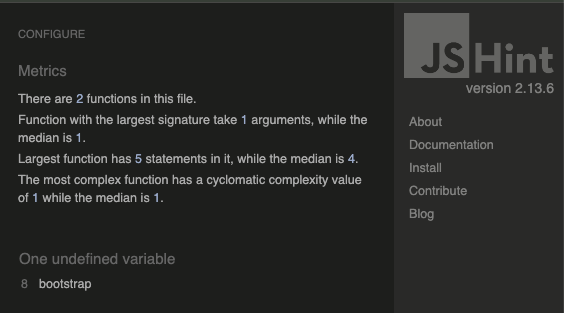 CONFIGURE
Metrics
There are 2 functions in this file.
Function with the largest signature take 1 arguments, while the
median is 1.
Largest function has 5 statements in it, while the median is 4.
The most complex function has a cyclomatic complexity value
of 1 while the median is 1.
One undefined variable
8 bootstrap
JSHint
version 2.13.6
About
Documentation
Install
Contribute
Blog